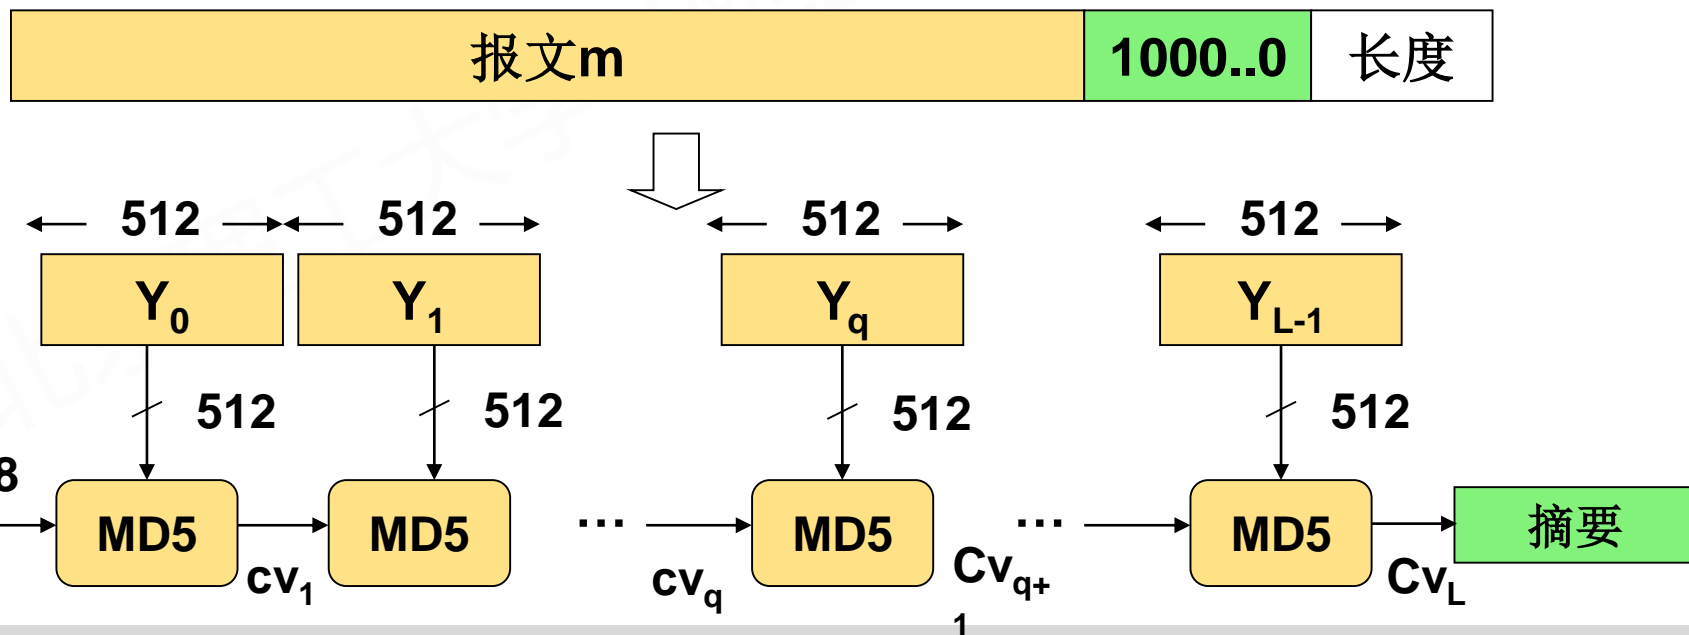 报文m 1000..0 长度
512 512 512 512
Y0 Y1 Yq YL-1
512 512 512 512
8
MD5 MD5 ... MD5 ... MD5 摘要
cv1 cvq Cvq+1 CvL